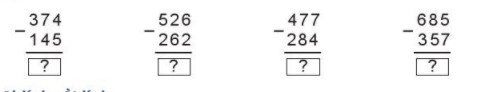 374 526 477 685
- - - -
145 262 284 357
? ? ? ?